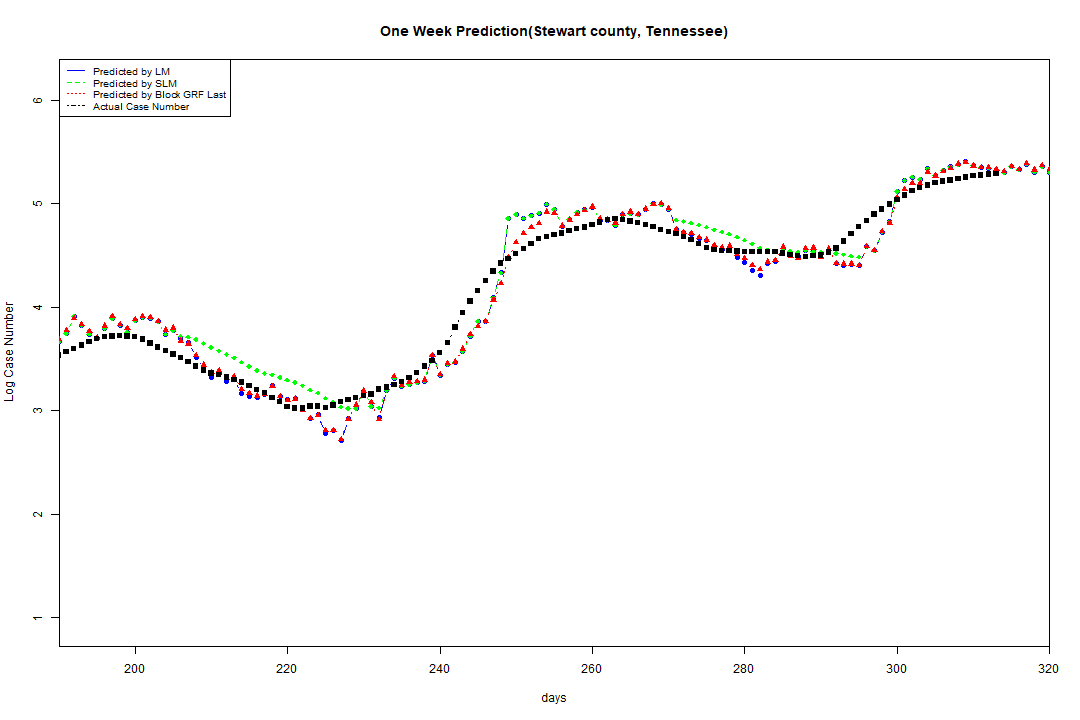 One Week Prediction(Stewart county, Tennessee)
Predicted by LM
Predicted by SLM
Predicted by Block GRF Last
Actual Case Number
6
5
4
3
2
1
Log Case Number
200 220 240 260 280 300 320
days